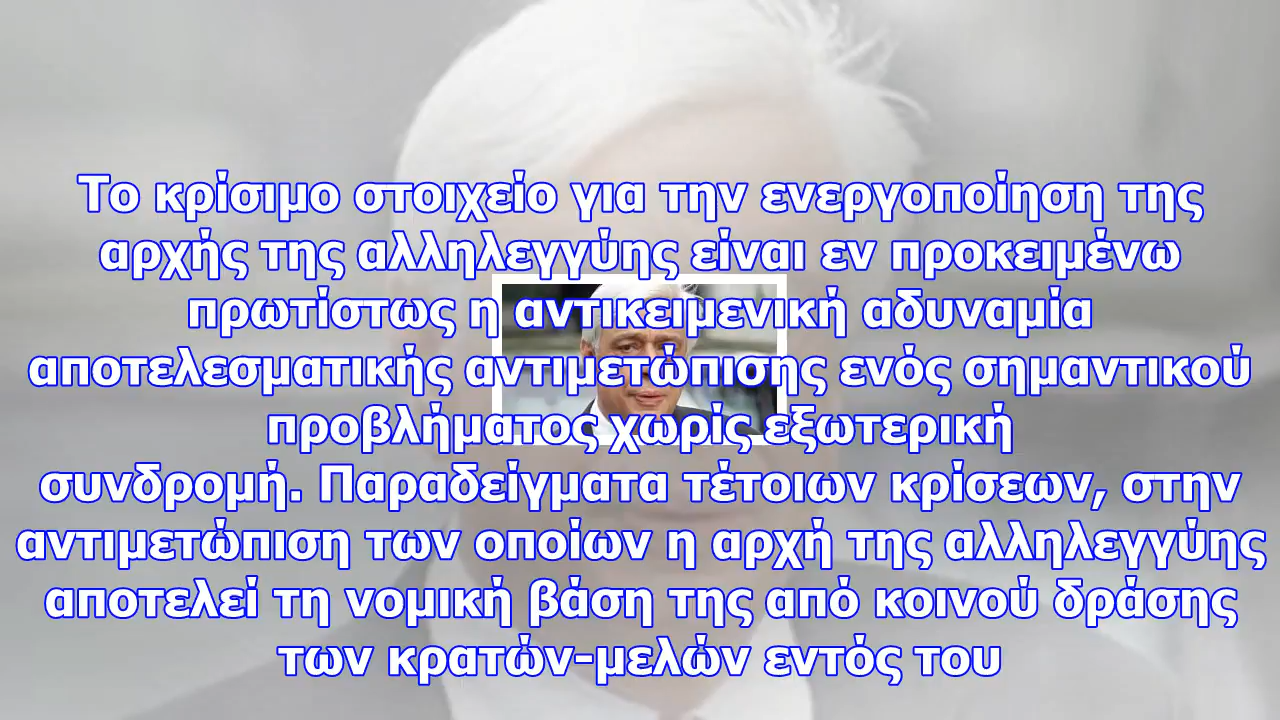 Το κρίσιμο στοιχείο για την ενεργοποίηση της
αρχής της αλληλεγγύης είναι εν προκειμένω
πρωτίστως η αντικειμενική αδυναμία
αποτελεσματικής αντιμετώπισης ενός σημαντικού
προβλήματος χωρίς εξωτερική
συνδρομή. Παραδείγματα τέτοιων κρίσεων, στην
αντιμετώπιση των οποίων η αρχή της αλληλεγγύης
αποτελεί τη νομική βάση της από κοινού δράσης
των κρατών-μελών εντός του